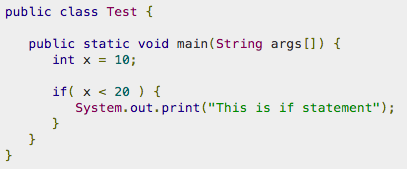 public class Test {
public static void main(String args[]) {
int x = 10;
if( x < 20 ) {
System.out.print("This is if statement");
}
}
}